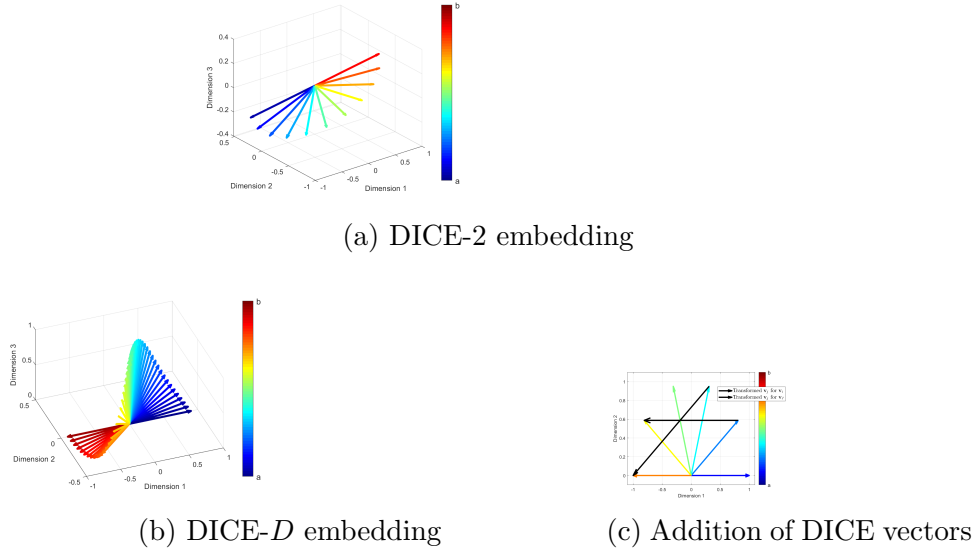 b
0.4
0.2
0
-0.2
-0.4
Dimension 3
0.5
0
-0.5
-1
Dimension 2
-1
-0.5
0
0.5
1
Dimension 1
a
(a) DICE-2 embedding
b
1
0.5
0
Dimension 3
0.5
0
-0.5
Dimension 2
-1
-0.5
0
0.5
1
Dimension 1
a
(b) DICE-D embedding
b
1
0.8
0.6
0.4
0.2
0
Dimension 2
-1
-0.5
0
0.5
1
Dimension 1
a
(c) Addition of DICE vectors